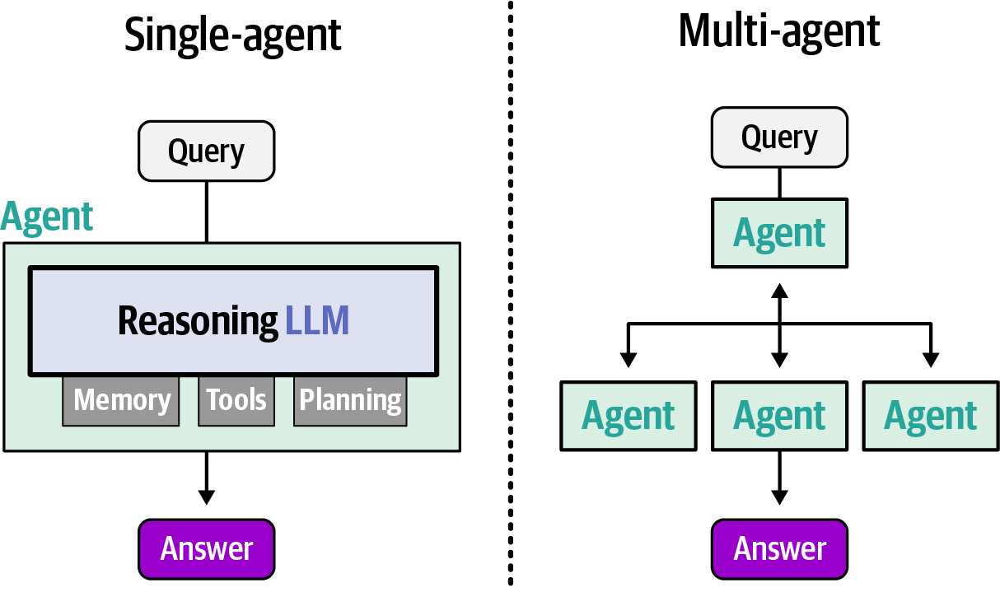 Single-agent
Query
Agent
Reasoning LLM
Memory
Tools
Planning
Answer
Multi-agent
Query
Agent
Agent
Agent
Agent
Answer